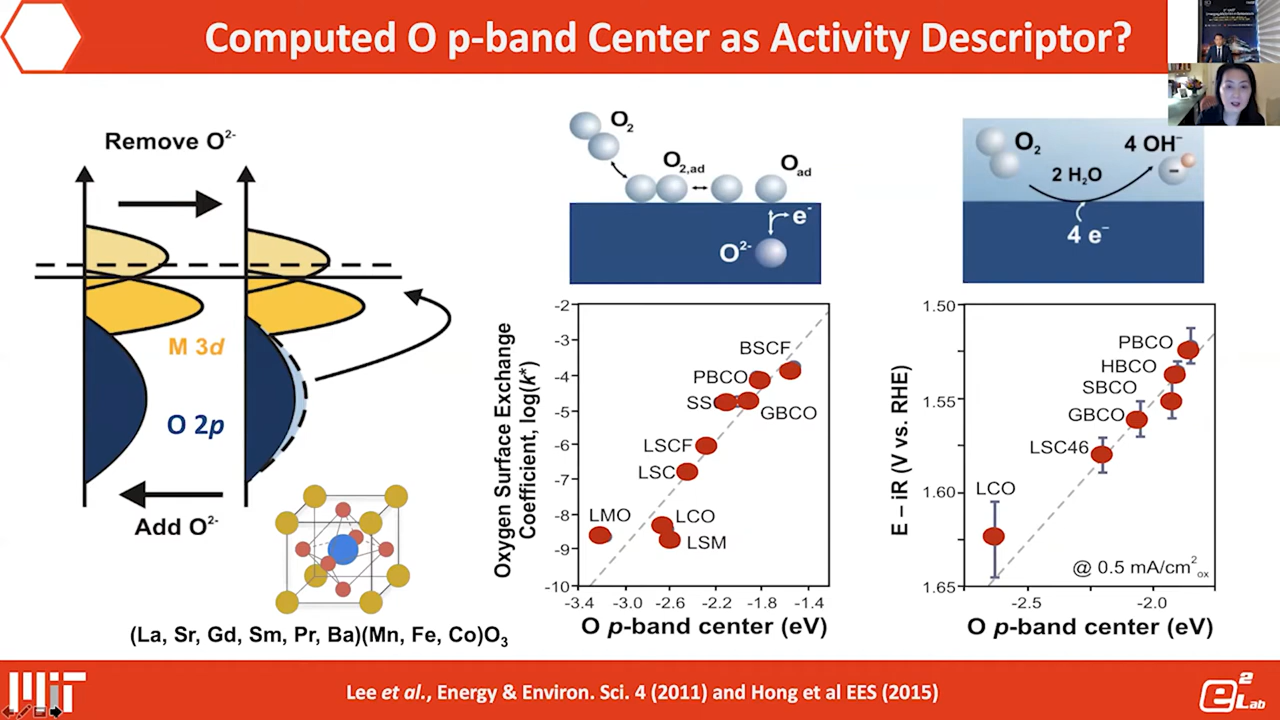 Computed O p-band Center as Activity Descriptor?
Remove O²⁻
M 3d
O 2p
Add O²⁻
(La, Sr, Gd, Sm, Pr, Ba)(Mn, Fe, Co)O₃
O₂
O₂,ad
Oad
e⁻
O²⁻
Oxygen Surface Exchange
Coefficient, log(k*)
-2
-3
-4
-5
-6
-7
-8
-9
-10
BSCF
PBCO
GBCO
LSCF
LSC
LMO
LCO
LSM
-3.4
-3.0
-2.6
-2.2
-1.8
-1.4
O p-band center (eV)
O₂
4 OH⁻
2 H₂O
−
4 e⁻
E – iR (V vs. RHE)
1.50
1.55
1.60
1.65
PBCO
HBCO
SBCO
GBCO
LSC46
LCO
@ 0.5 mA/cm²ox
-2.5
-2.0
O p-band center (eV)
MIT
Lee et al., Energy & Environ. Sci. 4 (2011) and Hong et al EES (2015)
e² Lab